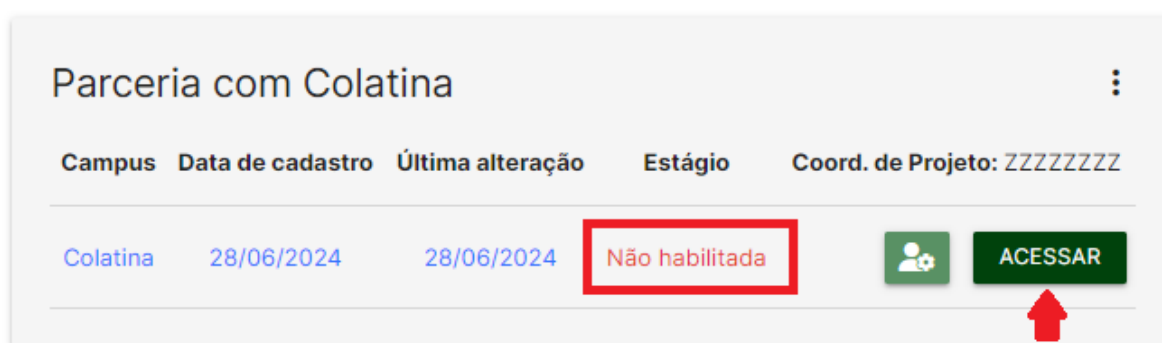 Parceria com Colatina
Campus Data de cadastro Última alteração Estágio Coord. de Projeto: ZZZZZZZZ
Colatina 28/06/2024 28/06/2024 Não habilitada ACESSAR